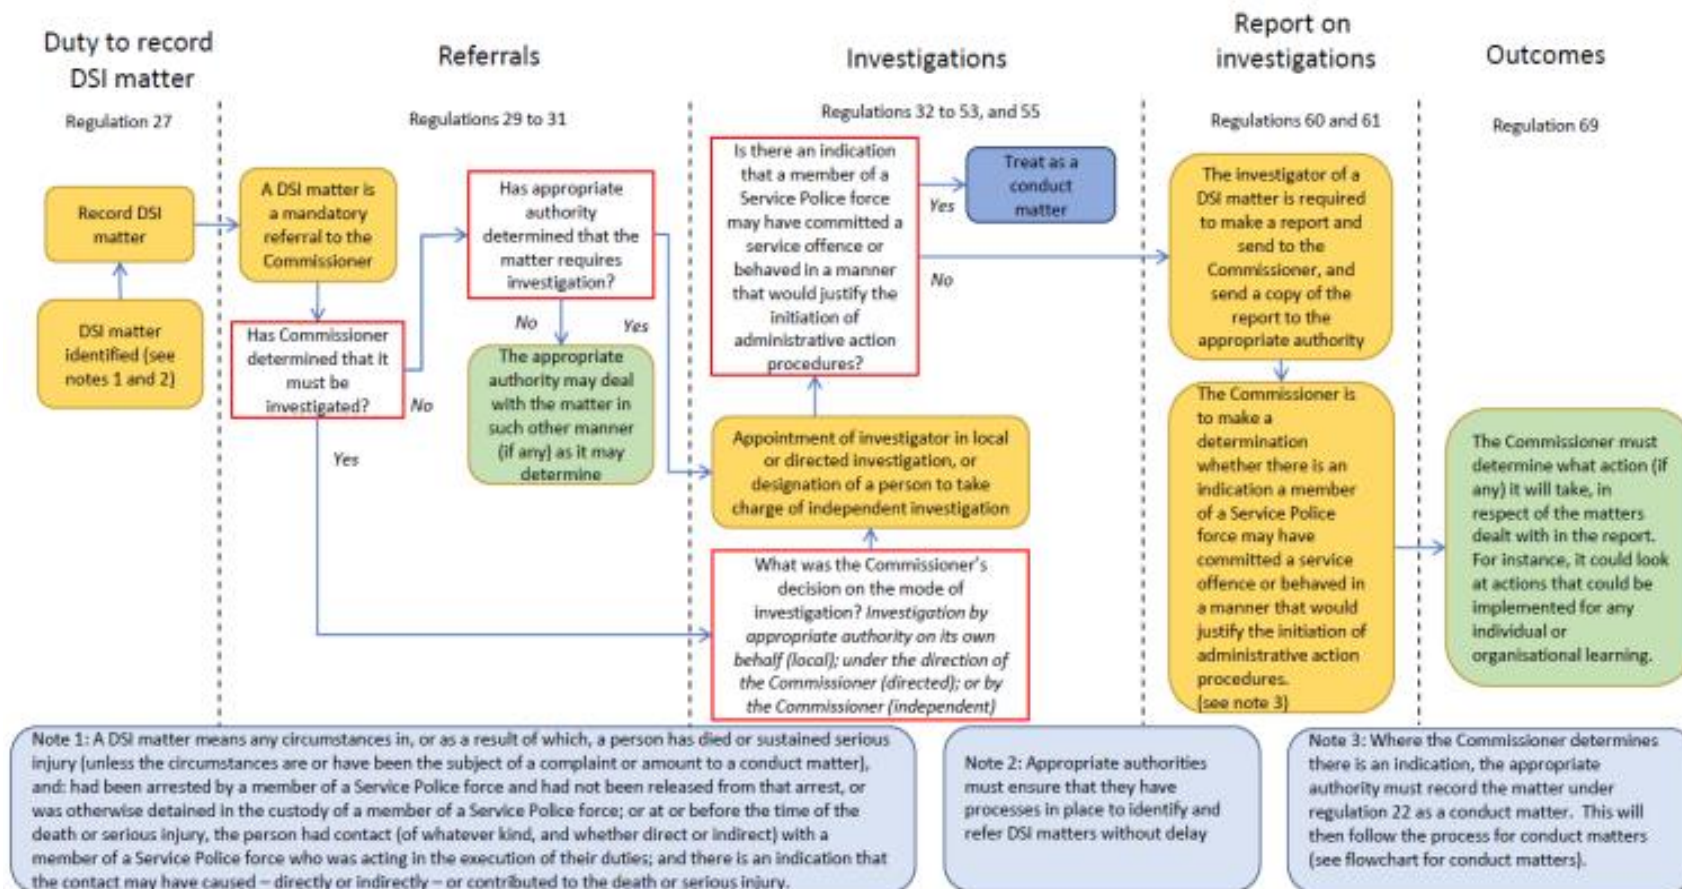 Duty to record
DSI matter
Regulation 27
Record DSI
matter
DSI matter
identified (see
notes 1 and 2)
Referrals
Regulations 29 to 31
A DSI matter is
a mandatory
referral to the
Commissioner
Has Commissioner
determined that it
must be
investigated?
No
Yes
Has appropriate
authority
determined that the
matter requires
investigation?
No
Yes
The appropriate
authority may deal
with the matter in
such other manner
(if any) as it may
determine
Investigations
Regulations 32 to 53, and 55
Is there an indication
that a member of a
Service Police force
may have committed a
service offence or
behaved in a manner
that would justify the
initiation of
administrative action
procedures?
Yes
No
Treat as a
conduct
matter
Appointment of investigator in local
or directed investigation, or
designation of a person to take
charge of independent investigation
What was the Commissioner's
decision on the mode of
investigation? Investigation by
appropriate authority on its own
behalf (local); under the direction of
the Commissioner (directed); or by
the Commissioner (independent)
Report on
investigations
Regulations 60 and 61
The investigator of a
DSI matter is required
to make a report and
send to the
Commissioner, and
send a copy of the
report to the
appropriate authority
The Commissioner is
to make a
determination
whether there is an
indication a member
of a Service Police
force may have
committed a service
offence or behaved in
a manner that would
justify the initiation of
administrative action
procedures.
(see note 3)
Outcomes
Regulation 69
The Commissioner must
determine what action (if
any) it will take, in
respect of the matters
dealt with in the report.
For instance, it could look
at actions that could be
implemented for any
individual or
organisational learning.
Note 1: A DSI matter means any circumstances in, or as a result of which, a person has died or sustained serious
injury (unless the circumstances are or have been the subject of a complaint or amount to a conduct matter),
and: had been arrested by a member of a Service Police force and had not been released from that arrest, or
was otherwise detained in the custody of a member of a Service Police force; or at or before the time of the
death or serious injury, the person had contact (of whatever kind, and whether direct or indirect) with a
member of a Service Police force who was acting in the execution of their duties; and there is an indication that
the contact may have caused – directly or indirectly – or contributed to the death or serious injury.
Note 2: Appropriate authorities
must ensure that they have
processes in place to identify and
refer DSI matters without delay
Note 3: Where the Commissioner determines
there is an indication, the appropriate
authority must record the matter under
regulation 22 as a conduct matter. This will
then follow the process for conduct matters
(see flowchart for conduct matters).